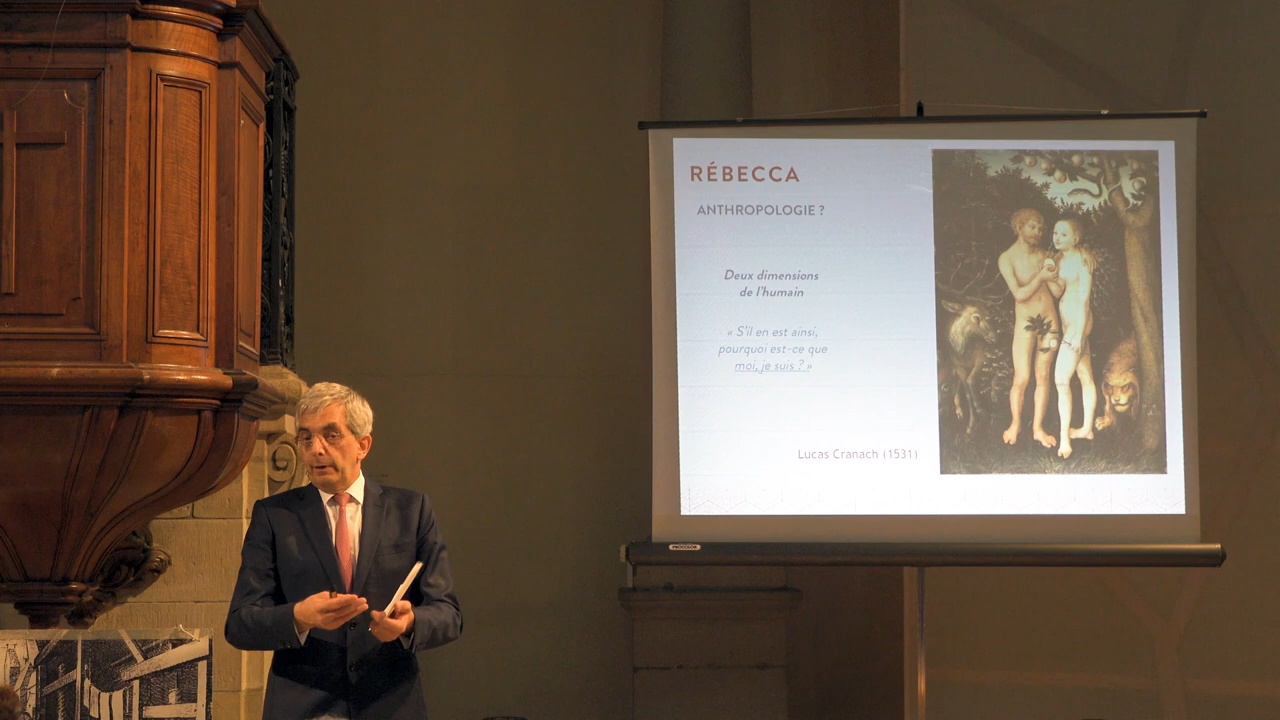 RÉBECCA
ANTHROPOLOGIE ?
Deux dimensions
de l'humain
« S'il en est ainsi,
pourquoi est-ce que
moi, je suis ? »
Lucas Cranach (1531)
PROCOLOR